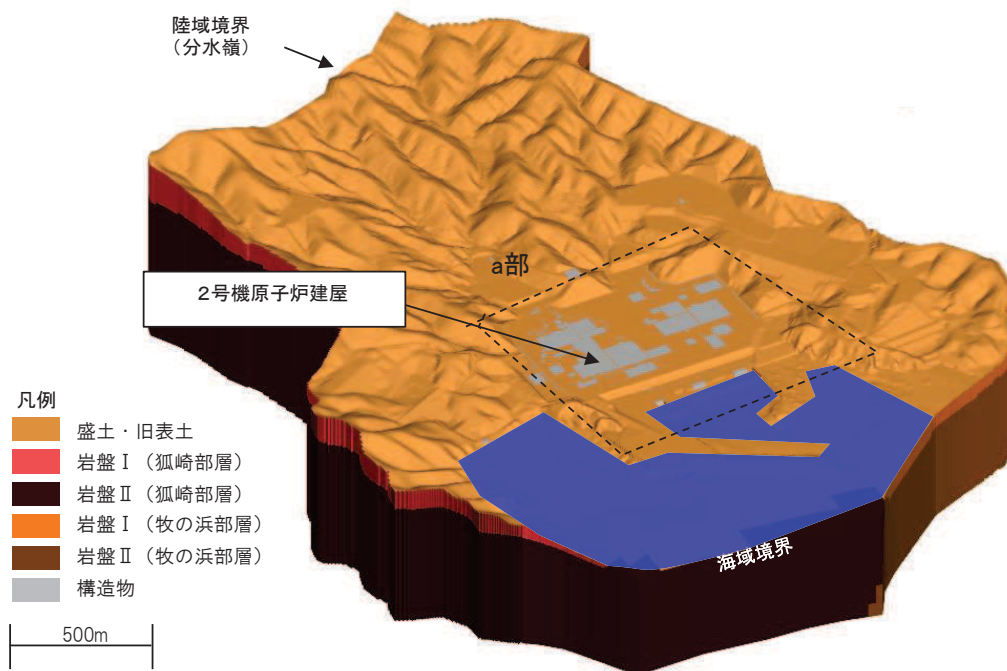 陸域境界
(分水嶺)
a部
2号機原子炉建屋
凡例
盛土・旧表土
岩盤Ⅰ(狐崎部層)
岩盤Ⅱ(狐崎部層)
岩盤Ⅰ(牧の浜部層)
岩盤Ⅱ(牧の浜部層)
構造物
500m
海域境界